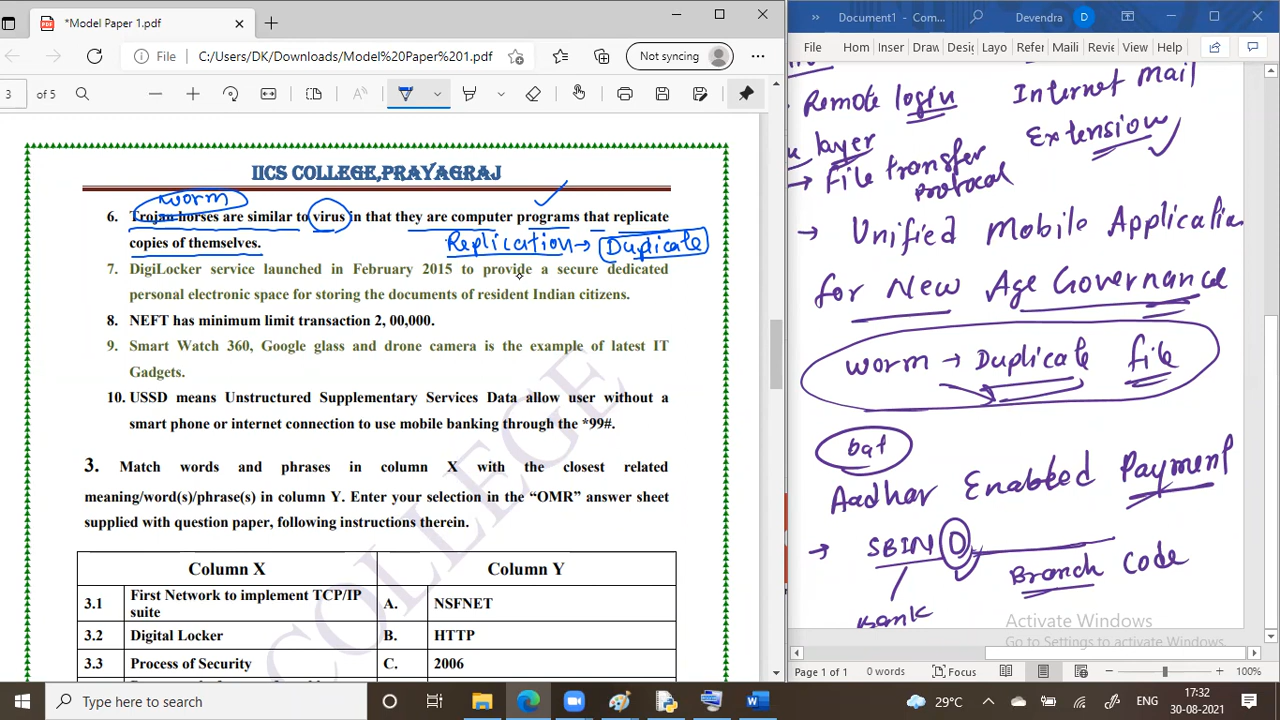 *Model Paper 1.pdf
File
C:/Users/DK/Downloads/Model%20Paper%201.pdf
Not syncing
3 of 5
IICS COLLEGE,PRAYAGRAJ
worm
6. Trojan horses are similar to virus in that they are computer programs that replicate
copies of themselves.
Replication → Duplicate
7. DigiLocker service launched in February 2015 to provide a secure dedicated
personal electronic space for storing the documents of resident Indian citizens.
8. NEFT has minimum limit transaction 2, 00,000.
9. Smart Watch 360, Google glass and drone camera is the example of latest IT
Gadgets.
10. USSD means Unstructured Supplementary Services Data allow user without a
smart phone or internet connection to use mobile banking through the *99#.
3. Match words and phrases in column X with the closest related
meaning/word(s)/phrase(s) in column Y. Enter your selection in the “OMR” answer sheet
supplied with question paper, following instructions therein.
Column X Column Y
3.1 First Network to implement TCP/IP suite A. NSFNET
3.2 Digital Locker B. HTTP
3.3 Process of Security C. 2006
COLLEGE
Document1 - Com... Devendra D
File Hom Inser Draw Desig Layo Refer Maili Revie View Help
Remote login
Internet Mail
Extension
layer
→ File transfer
protocol
→ Unified Mobile Application
for New Age Governance
worm → Duplicate file
bat
Aadhar Enabled Payment
→ SBIN 0
Branch Code
Bank
Activate Windows
Go to Settings to activate Windows.
Page 1 of 1 0 words Focus 100%
Type here to search
29°C ENG 17:32
30-08-2021